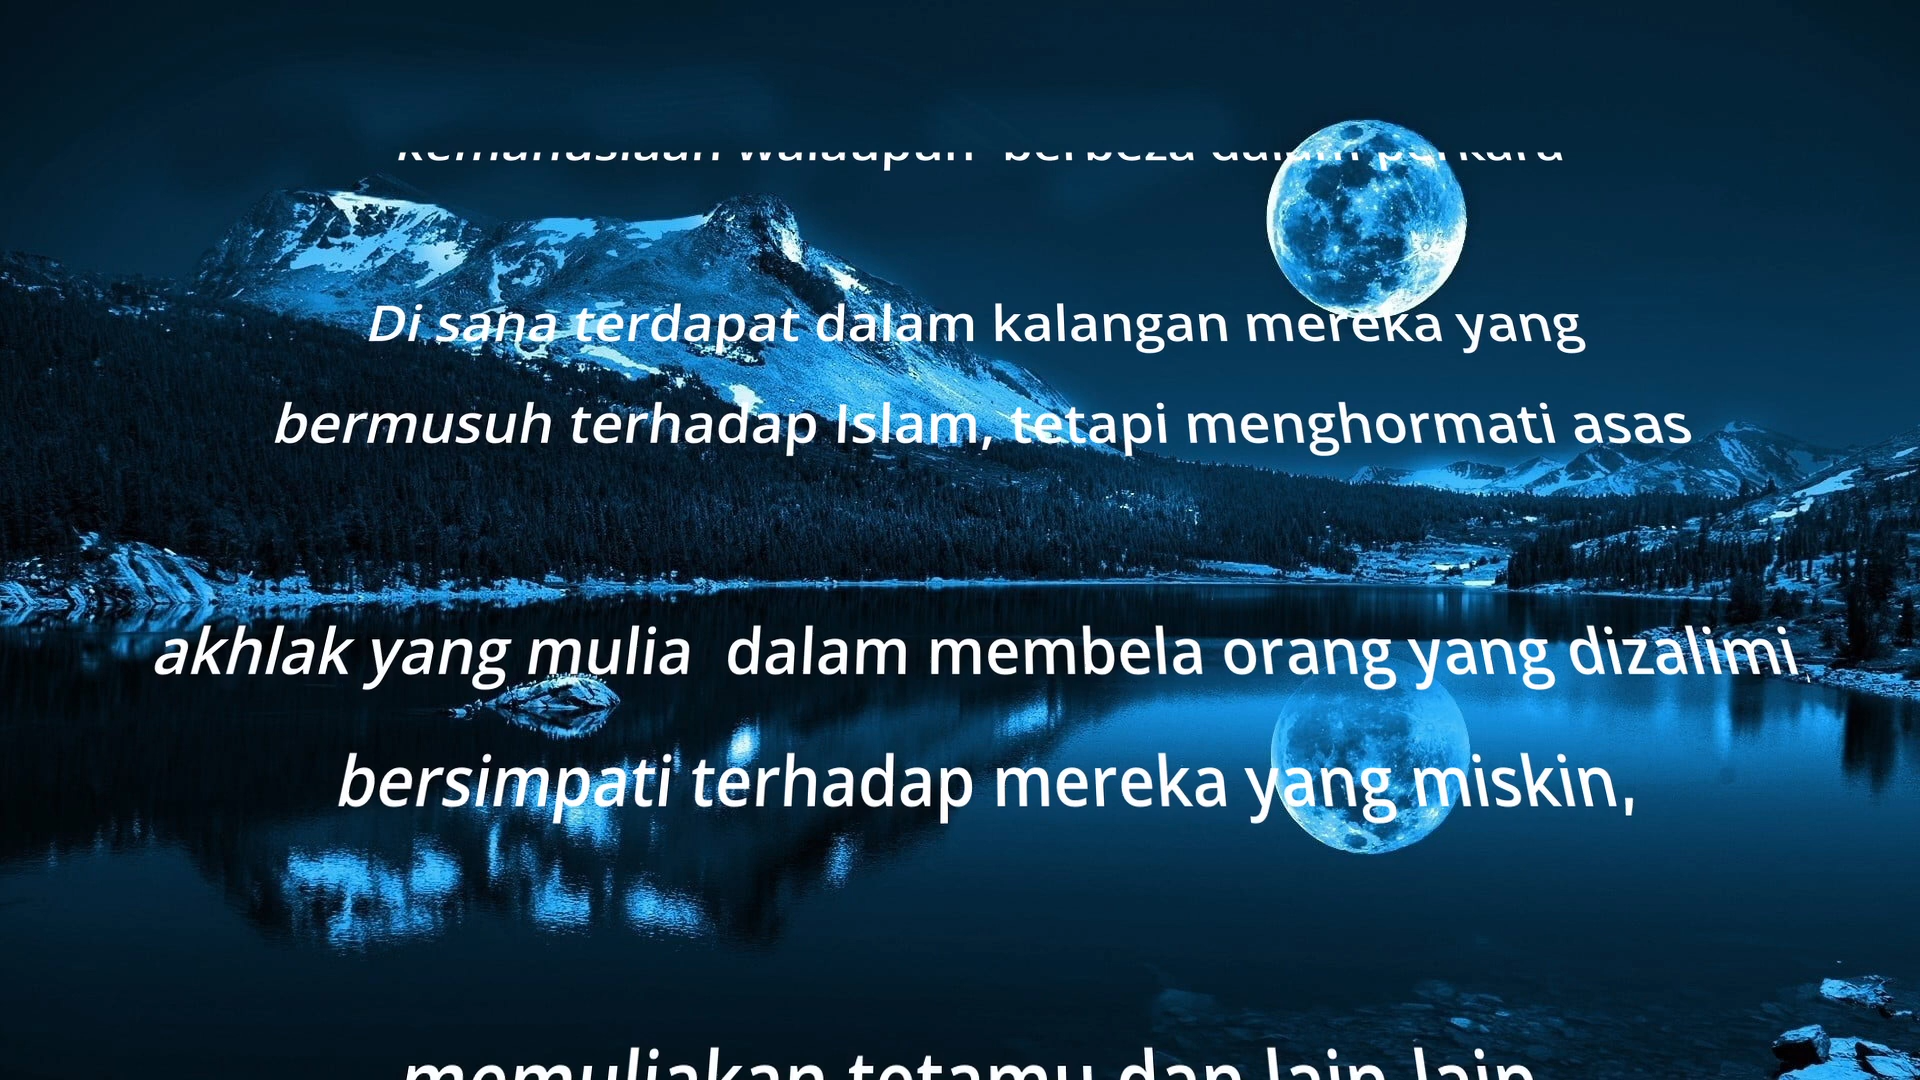 kemanusiaan walaupun berbeza dalam perkara
Di sana terdapat dalam kalangan mereka yang
bermusuh terhadap Islam, tetapi menghormati asas
akhlak yang mulia dalam membela orang yang dizalimi,
bersimpati terhadap mereka yang miskin,
memuliakan tetamu dan lain-lain